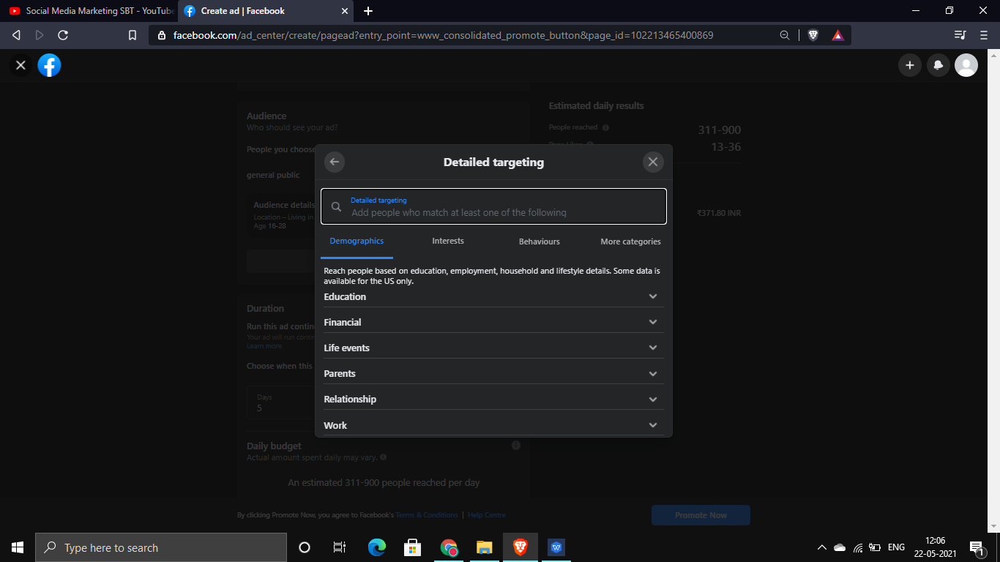 Social Media Marketing SBT - YouTube
Create ad | Facebook
facebook.com/ad_center/create/pagead?entry_point=www_consolidated_promote_button&page_id=102213465400869
Audience
Who should see your ad?
People you choose
general public
Audience details
Location – Living in
Age 16-28
Duration
Run this ad contin
Your ad will run contin
Learn more
Choose when this
Days
5
Daily budget
Actual amount spent daily may vary.
An estimated 311-900 people reached per day
Estimated daily results
People reached
311-900
13-36
₹371.80 INR
Detailed targeting
Detailed targeting
Add people who match at least one of the following
Demographics
Interests
Behaviours
More categories
Reach people based on education, employment, household and lifestyle details. Some data is
available for the US only.
Education
Financial
Life events
Parents
Relationship
Work
By clicking Promote Now, you agree to Facebook's Terms & Conditions | Help Centre
Promote Now
Type here to search
ENG
12:06
22-05-2021
1